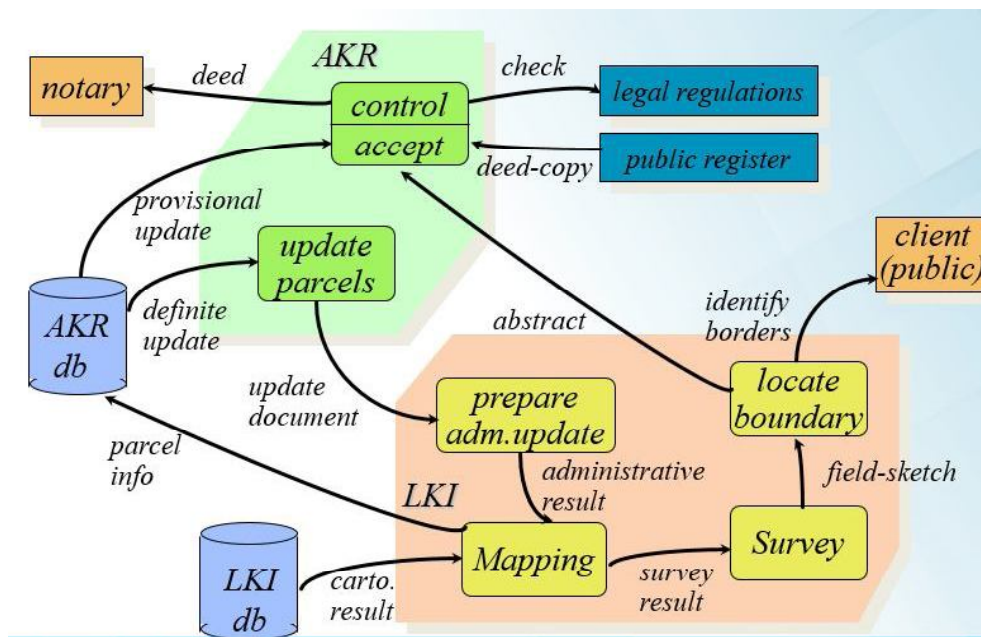 AKR
notary
deed
control
accept
check
legal regulations
deed-copy
public register
provisional
update
update
parcels
client
(public)
AKR
db
definite
update
abstract
identify
borders
update
document
prepare
adm.update
locate
boundary
parcel
info
LKI
administrative
result
field-sketch
Mapping
Survey
LKI
db
carto.
result
survey
result